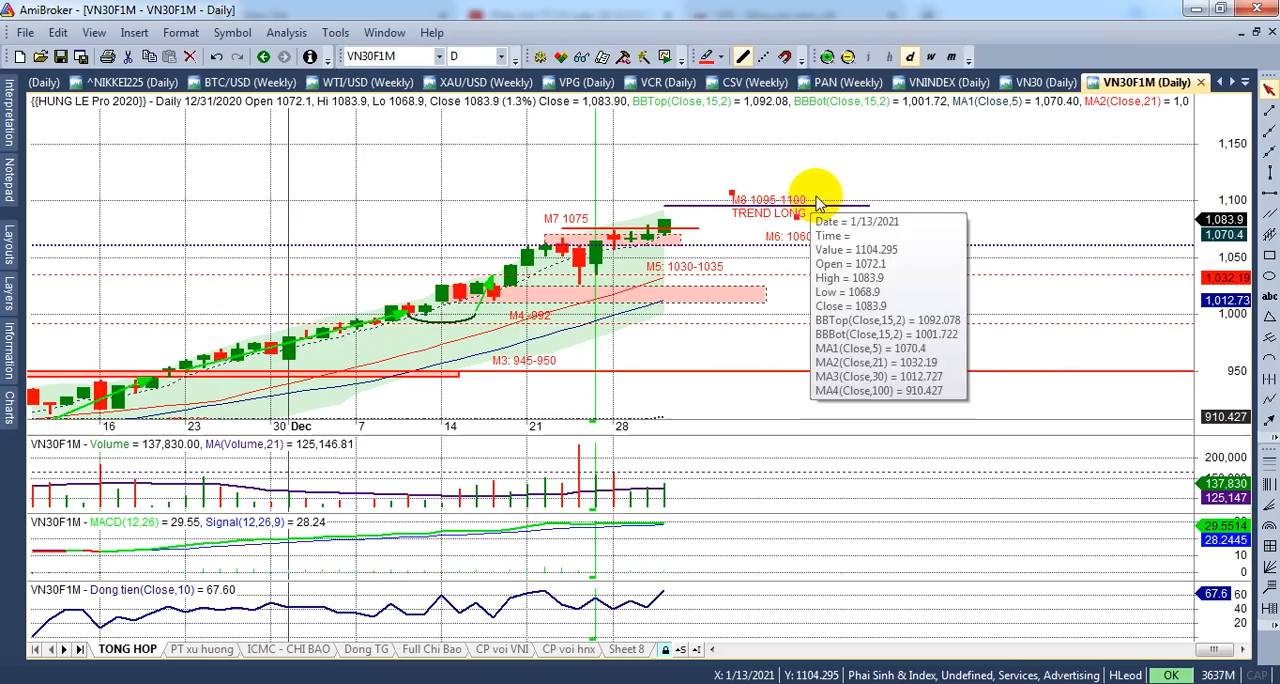 AmiBroker - [VN30F1M - VN30F1M - Daily]
File Edit View Insert Format Symbol Analysis Tools Window Help
VN30F1M D i h d w m
(Daily) ^NIKKEI225 (Daily) BTC/USD (Weekly) WTI/USD (Weekly) XAU/USD (Weekly) VPG (Daily) VCR (Daily) CSV (Weekly) PAN (Weekly) VNINDEX (Daily) VN30 (Daily) VN30F1M (Daily)
{{HUNG LE Pro 2020}} - Daily 12/31/2020 Open 1072.1, Hi 1083.9, Lo 1068.9, Close 1083.9 (1.3%) Close = 1,083.90, BBTop(Close,15,2) = 1,092.08, BBBot(Close,15,2) = 1,001.72, MA1(Close,5) = 1,070.40, MA2(Close,21) = 1,0
Interpretation
Notepad
Layouts
Layers
Information
Charts
1,150
1,100
M8 1095-1100
TREND LONG
M7 1075
1,083.9
1,070.4
M6: 1060
1,050
M5: 1030-1035
1,032.19
1,012.73
1,000
M4: 992
M3: 945-950
950
910.427
Date = 1/13/2021
Time =
Value = 1104.295
Open = 1072.1
High = 1083.9
Low = 1068.9
Close = 1083.9
BBTop(Close,15,2) = 1092.078
BBBot(Close,15,2) = 1001.722
MA1(Close,5) = 1070.4
MA2(Close,21) = 1032.19
MA3(Close,30) = 1012.727
MA4(Close,100) = 910.427
16 23 30 Dec 7 14 21 28
VN30F1M - Volume = 137,830.00, MA(Volume,21) = 125,146.81
200,000
137,830
125,147
VN30F1M - MACD(12,26) = 29.55, Signal(12,26,9) = 28.24
29.5514
28.2445
10
0
VN30F1M - Dong tien(Close,10) = 67.60
67.6
60
40
20
TONG HOP PT xu huong ICMC - CHI BAO Dong TG Full Chi Bao CP voi VNI CP voi hnx Sheet 8
X: 1/13/2021 Y: 1104.295 Phai Sinh & Index, Undefined, Services, Advertising HLeod OK 3637M CAP
abc